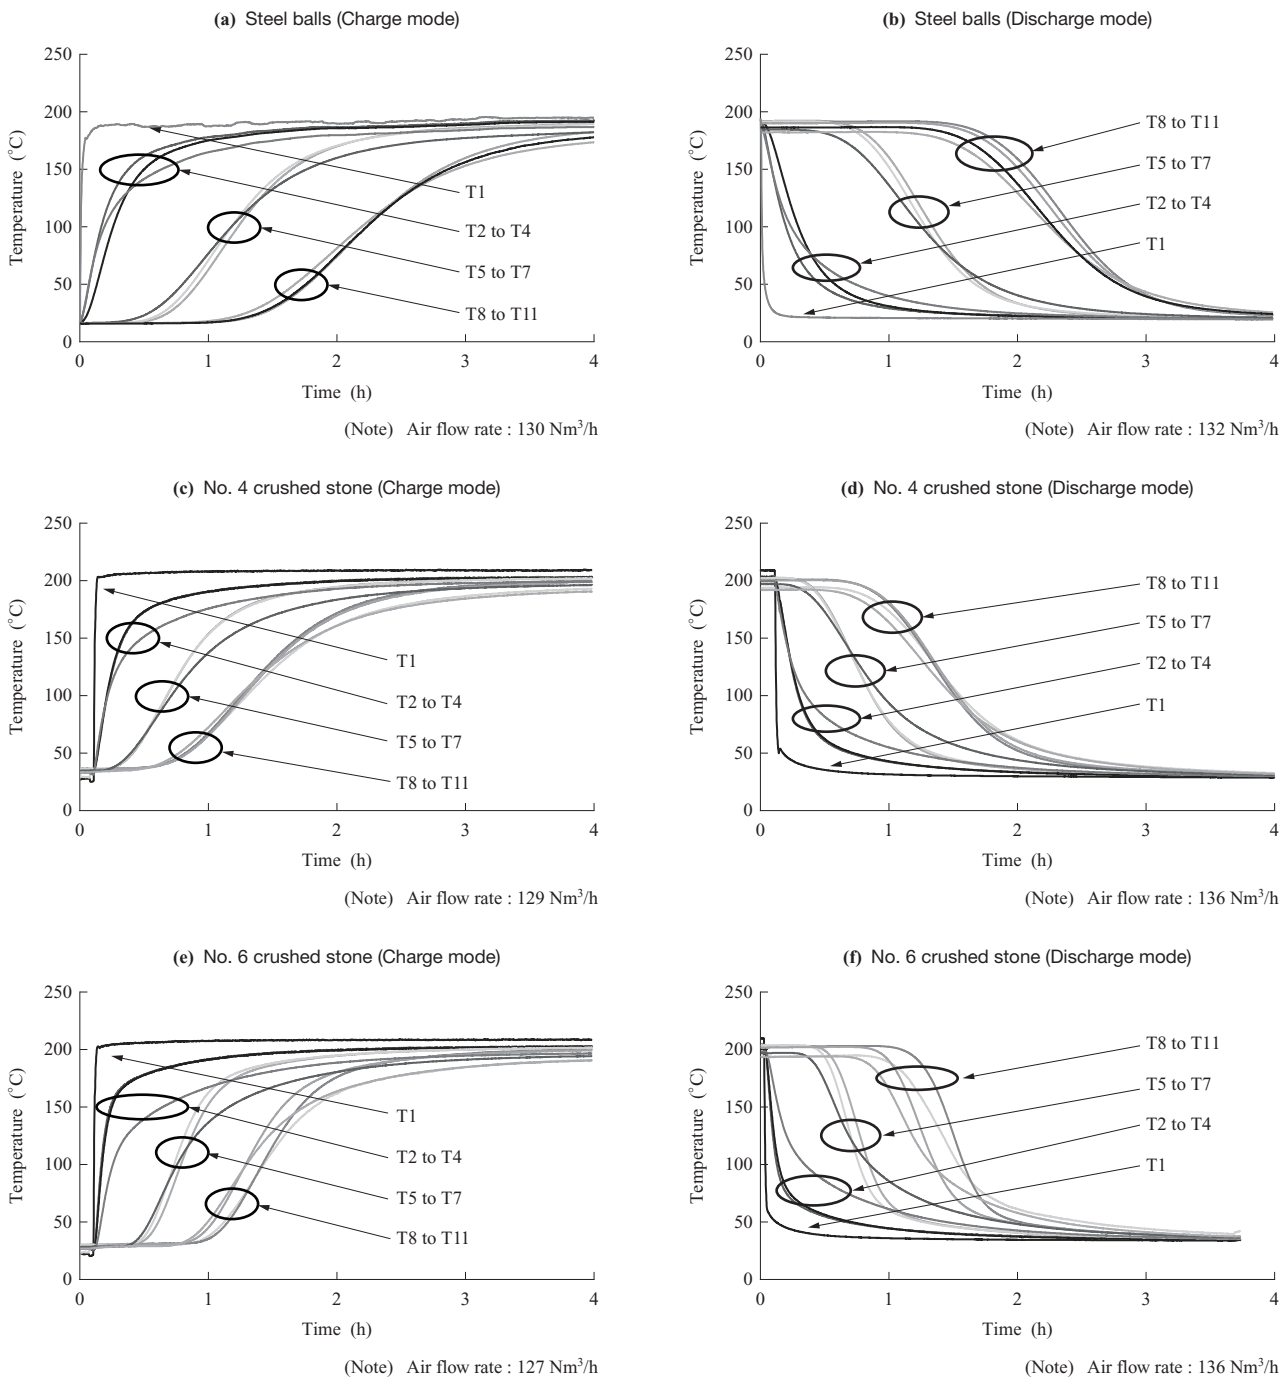 (a) Steel balls (Charge mode)
250
200
150
100
50
0
0 1 2 3 4
Temperature (°C)
Time (h)
T1
T2 to T4
T5 to T7
T8 to T11
(Note) Air flow rate : 130 Nm³/h
(b) Steel balls (Discharge mode)
250
200
150
100
50
0
0 1 2 3 4
Temperature (°C)
Time (h)
T8 to T11
T5 to T7
T2 to T4
T1
(Note) Air flow rate : 132 Nm³/h
(c) No. 4 crushed stone (Charge mode)
250
200
150
100
50
0
0 1 2 3 4
Temperature (°C)
Time (h)
T1
T2 to T4
T5 to T7
T8 to T11
(Note) Air flow rate : 129 Nm³/h
(d) No. 4 crushed stone (Discharge mode)
250
200
150
100
50
0
0 1 2 3 4
Temperature (°C)
Time (h)
T8 to T11
T5 to T7
T2 to T4
T1
(Note) Air flow rate : 136 Nm³/h
(e) No. 6 crushed stone (Charge mode)
250
200
150
100
50
0
0 1 2 3 4
Temperature (°C)
Time (h)
T1
T2 to T4
T5 to T7
T8 to T11
(Note) Air flow rate : 127 Nm³/h
(f) No. 6 crushed stone (Discharge mode)
250
200
150
100
50
0
0 1 2 3 4
Temperature (°C)
Time (h)
T8 to T11
T5 to T7
T2 to T4
T1
(Note) Air flow rate : 136 Nm³/h